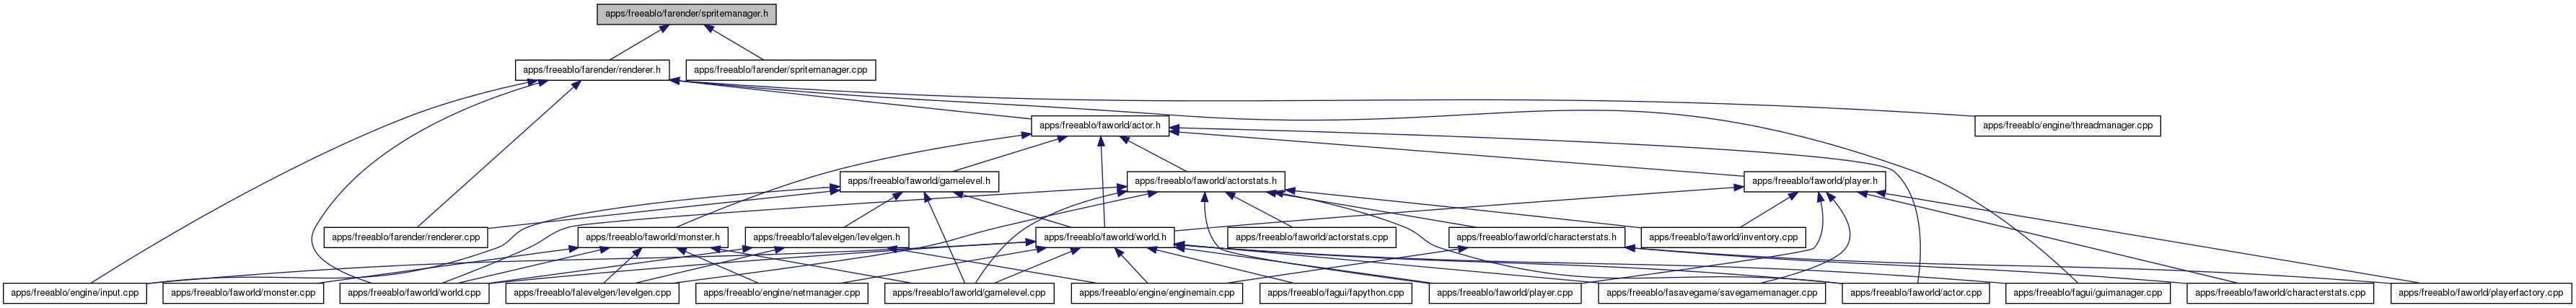 apps/freeablo/farender/spritemanager.h
apps/freeablo/farender/renderer.h
apps/freeablo/farender/spritemanager.cpp
apps/freeablo/faworld/actor.h
apps/freeablo/engine/threadmanager.cpp
apps/freeablo/faworld/gamelevel.h
apps/freeablo/faworld/actorstats.h
apps/freeablo/faworld/player.h
apps/freeablo/farender/renderer.cpp
apps/freeablo/faworld/monster.h
apps/freeablo/falevelgen/levelgen.h
apps/freeablo/faworld/world.h
apps/freeablo/faworld/actorstats.cpp
apps/freeablo/faworld/characterstats.h
apps/freeablo/faworld/inventory.cpp
apps/freeablo/engine/input.cpp
apps/freeablo/faworld/monster.cpp
apps/freeablo/faworld/world.cpp
apps/freeablo/falevelgen/levelgen.cpp
apps/freeablo/engine/netmanager.cpp
apps/freeablo/faworld/gamelevel.cpp
apps/freeablo/engine/enginemain.cpp
apps/freeablo/fagui/fapython.cpp
apps/freeablo/faworld/player.cpp
apps/freeablo/fasavegame/savegamemanager.cpp
apps/freeablo/faworld/actor.cpp
apps/freeablo/fagui/guimanager.cpp
apps/freeablo/faworld/characterstats.cpp
apps/freeablo/faworld/playerfactory.cpp